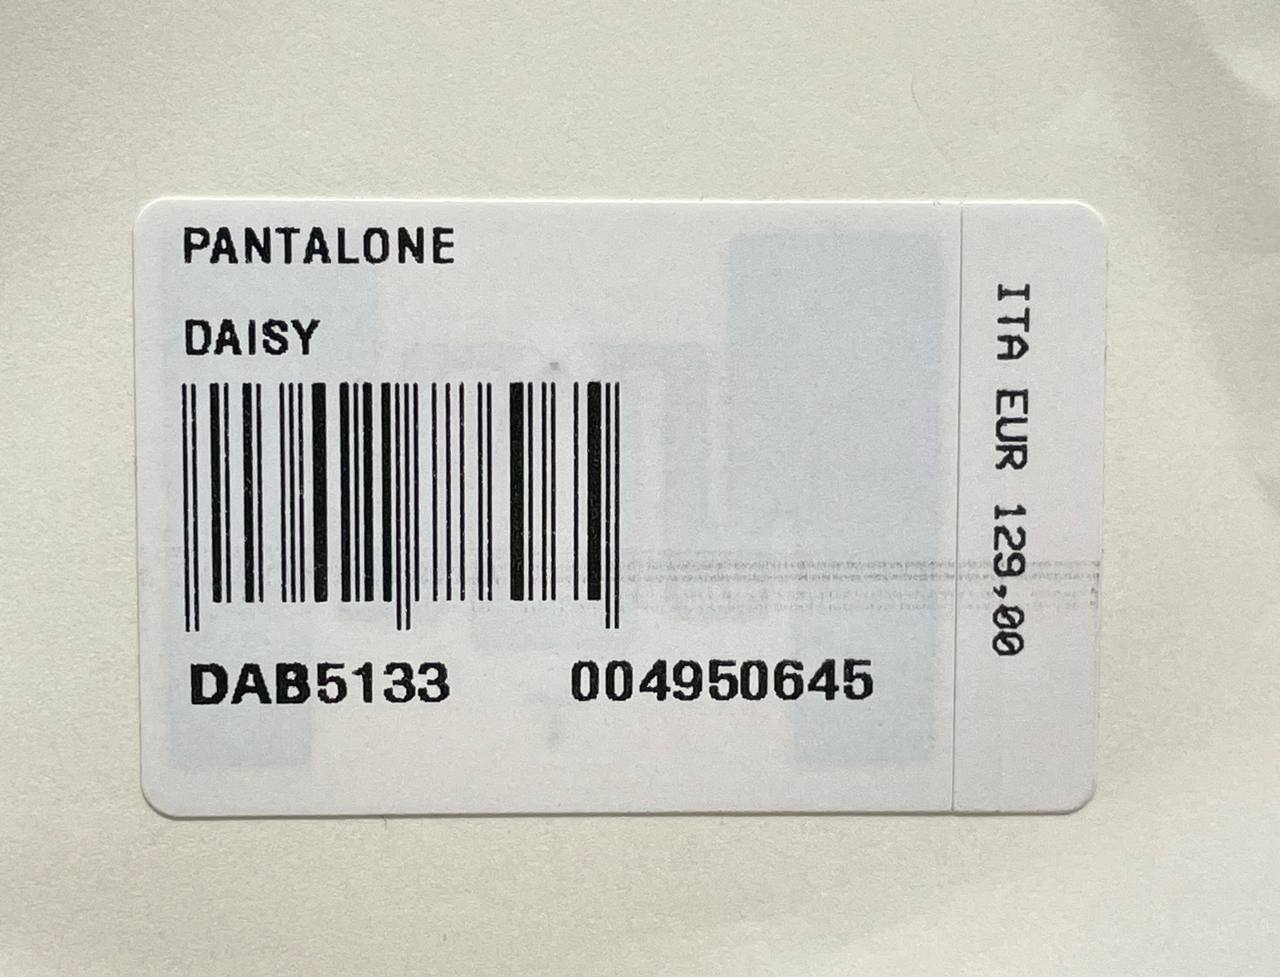 PANTALONE
DAISY
DAB5133 004950645
ITA EUR 129,00